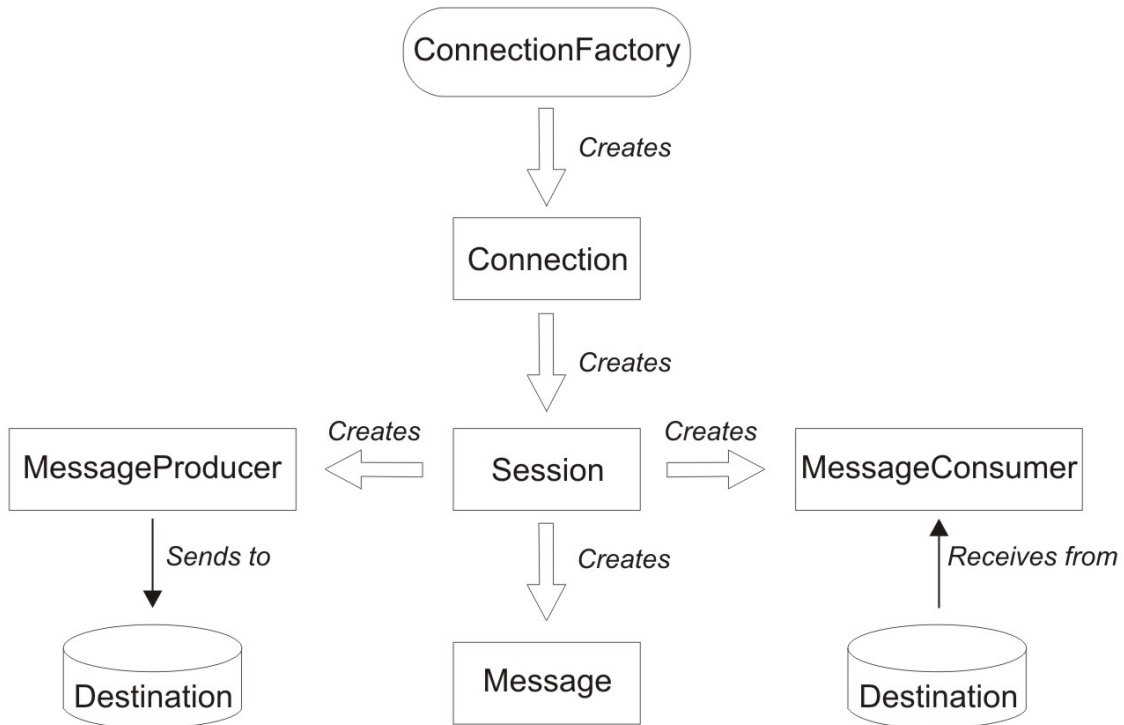 ConnectionFactory
Creates
Connection
Creates
Creates
Creates
MessageProducer
Session
MessageConsumer
Sends to
Creates
Receives from
Destination
Message
Destination